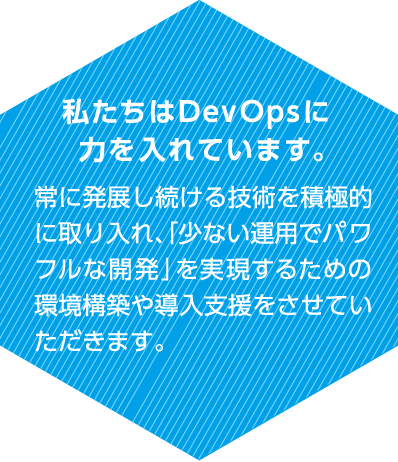 私たちはDevOpsに
力を入れています。
常に発展し続ける技術を積極的
に取り入れ、「少ない運用でパワ
フルな開発」を実現するための
環境構築や導入支援をさせてい
ただきます。